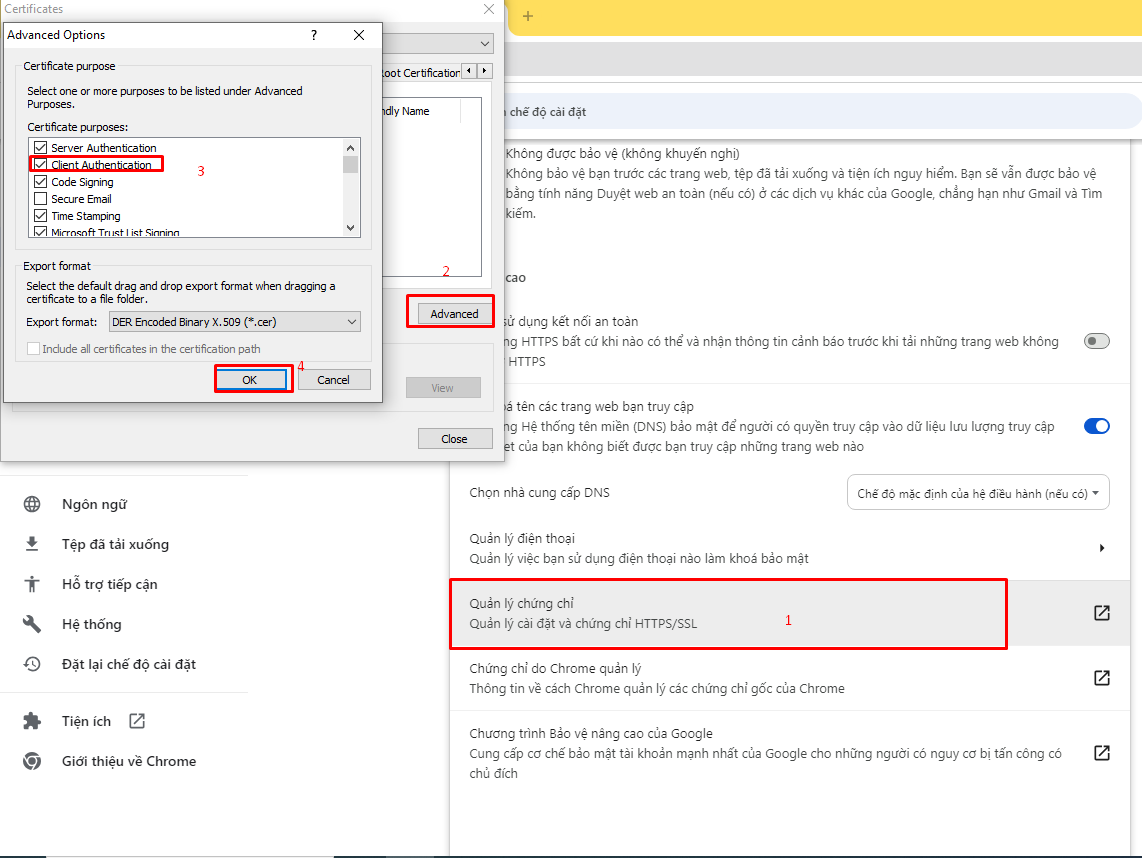 Certificates
Advanced Options
?
Certificate purpose
Select one or more purposes to be listed under Advanced
Purposes.
Certificate purposes:
Server Authentication
Client Authentication
3
Code Signing
Secure Email
Time Stamping
Microsoft Trust List Signing
Export format
Select the default drag and drop export format when dragging a
certificate to a file folder.
Export format:
DER Encoded Binary X.509 (*.cer)
Include all certificates in the certification path
OK
4
Cancel
Certification
Name
2
Advanced
View
Close
chế độ cài đặt
Không được bảo vệ (không khuyến nghị)
Không bảo vệ bạn trước các trang web, tệp đã tải xuống và tiện ích nguy hiểm. Bạn sẽ vẫn được bảo vệ
bằng tính năng Duyệt web an toàn (nếu có) ở các dịch vụ khác của Google, chẳng hạn như Gmail và Tìm
kiếm.
cao
sử dụng kết nối an toàn
HTTPS bất cứ khi nào có thể và nhận thông tin cảnh báo trước khi tải những trang web không
HTTPS
tên các trang web bạn truy cập
Hệ thống tên miền (DNS) bảo mật để người có quyền truy cập vào dữ liệu lưu lượng truy cập
của bạn không biết được bạn truy cập những trang web nào
Chọn nhà cung cấp DNS
Chế độ mặc định của hệ điều hành (nếu có)
Quản lý điện thoại
Quản lý việc bạn sử dụng điện thoại nào làm khoá bảo mật
Quản lý chứng chỉ
Quản lý cài đặt và chứng chỉ HTTPS/SSL
1
Chứng chỉ do Chrome quản lý
Thông tin về cách Chrome quản lý các chứng chỉ gốc của Chrome
Chương trình Bảo vệ nâng cao của Google
Cung cấp cơ chế bảo mật tài khoản mạnh nhất của Google cho những người có nguy cơ bị tấn công có
chủ đích
Ngôn ngữ
Tệp đã tải xuống
Hỗ trợ tiếp cận
Hệ thống
Đặt lại chế độ cài đặt
Tiện ích
Giới thiệu về Chrome